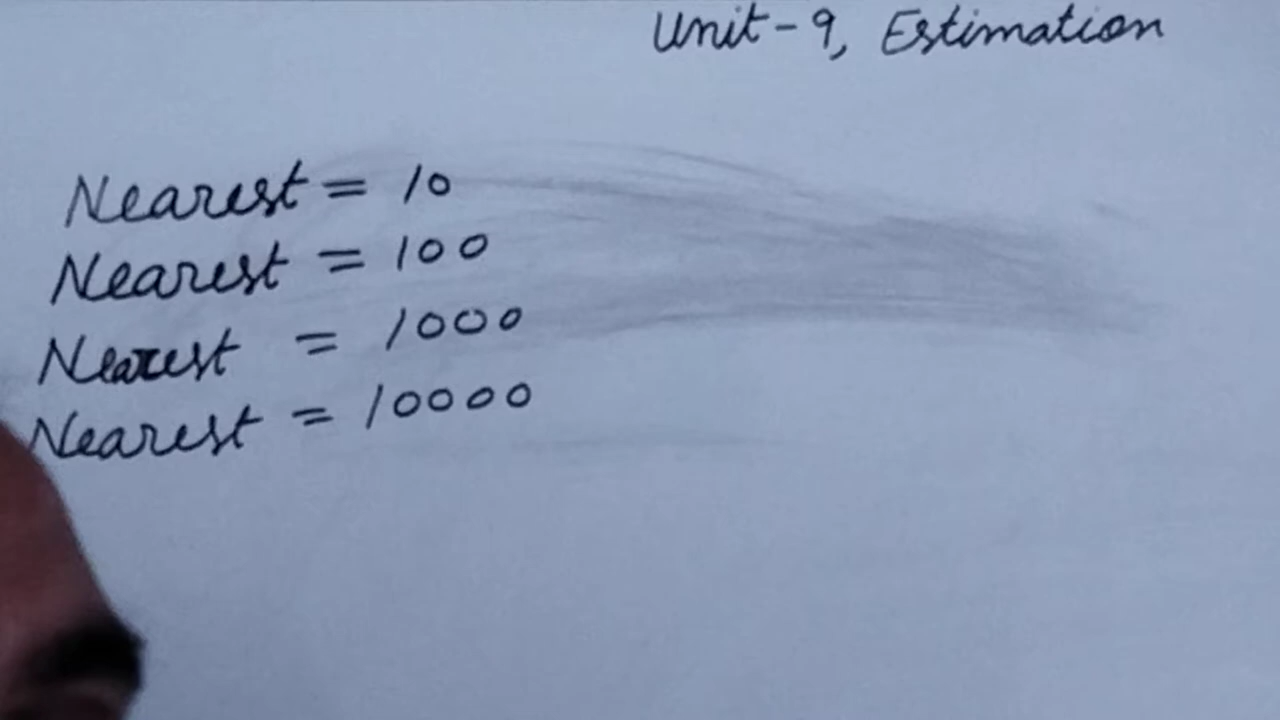 Unit-9, Estimation
Nearest = 10
Nearest = 100
Nearest = 1000
Nearest = 10000